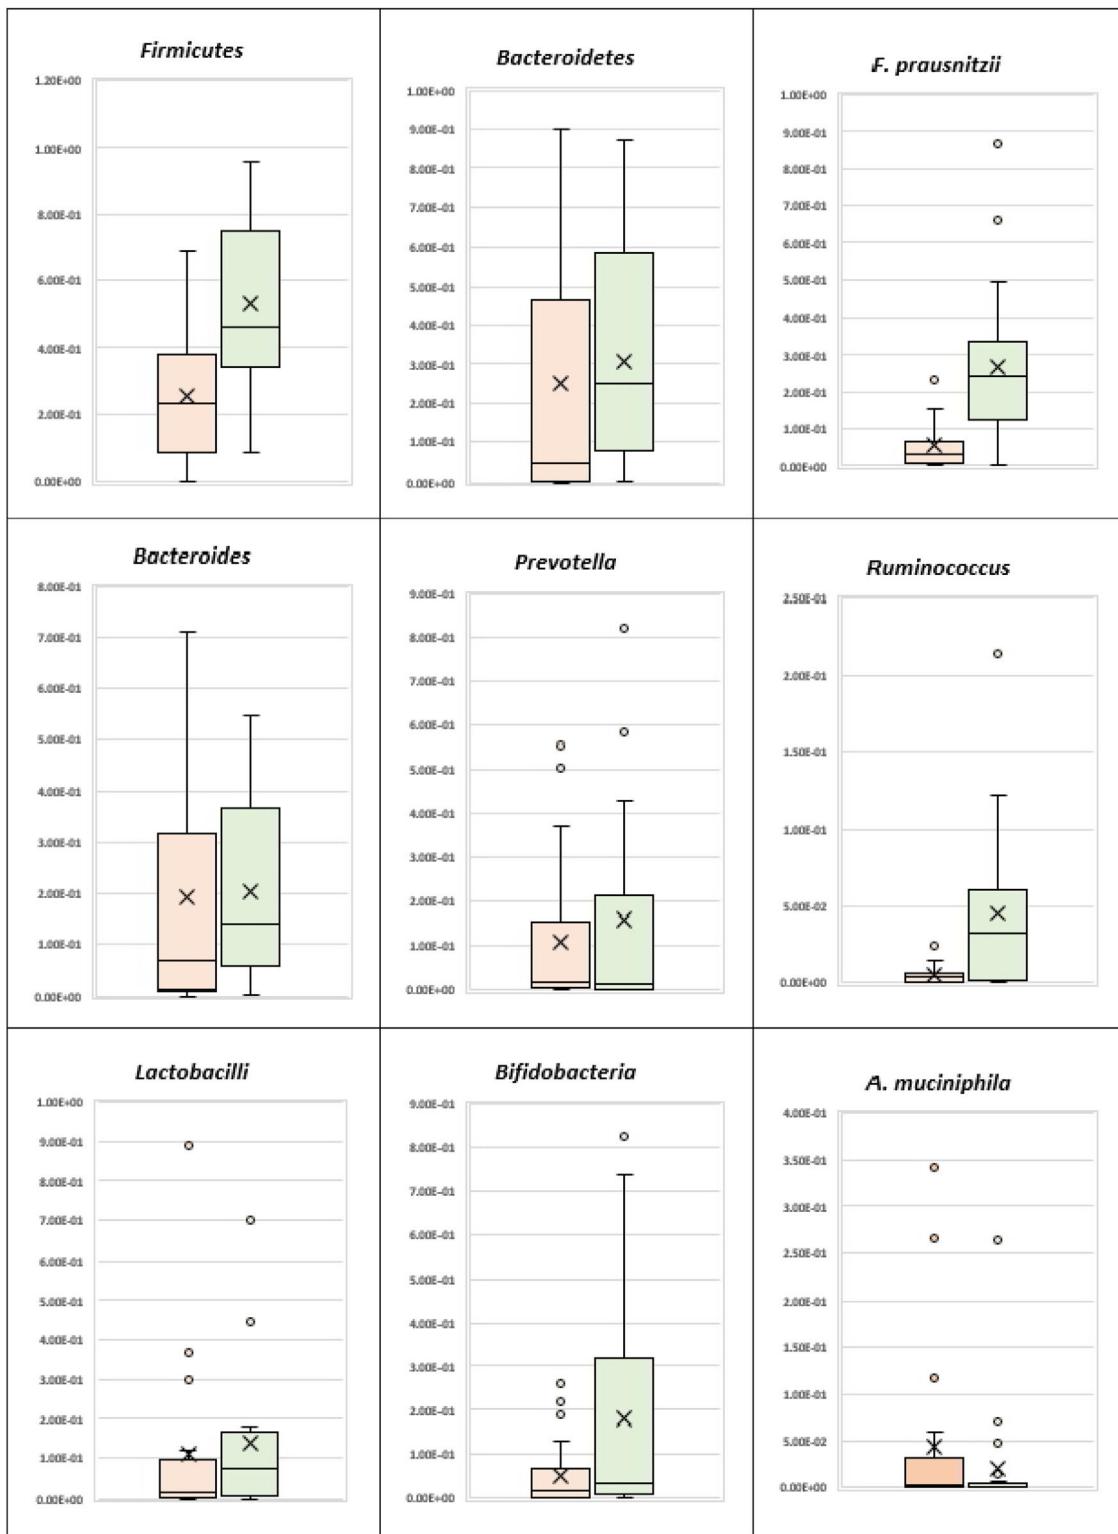 Firmicutes
1.20E+00
1.00E+00
8.00E-01
6.00E-01
4.00E-01
2.00E-01
0.00E+00
Bacteroidetes
1.00E+00
9.00E-01
8.00E-01
7.00E-01
6.00E-01
5.00E-01
4.00E-01
3.00E-01
2.00E-01
1.00E-01
0.00E+00
F. prausnitzii
1.00E+00
9.00E-01
8.00E-01
7.00E-01
6.00E-01
5.00E-01
4.00E-01
3.00E-01
2.00E-01
1.00E-01
0.00E+00
Bacteroides
8.00E-01
7.00E-01
6.00E-01
5.00E-01
4.00E-01
3.00E-01
2.00E-01
1.00E-01
0.00E+00
Prevotella
9.00E-01
8.00E-01
7.00E-01
6.00E-01
5.00E-01
4.00E-01
3.00E-01
2.00E-01
1.00E-01
0.00E+00
Ruminococcus
2.50E-01
2.00E-01
1.50E-01
1.00E-01
5.00E-02
0.00E+00
Lactobacilli
1.00E+00
9.00E-01
8.00E-01
7.00E-01
6.00E-01
5.00E-01
4.00E-01
3.00E-01
2.00E-01
1.00E-01
0.00E+00
Bifidobacteria
9.00E-01
8.00E-01
7.00E-01
6.00E-01
5.00E-01
4.00E-01
3.00E-01
2.00E-01
1.00E-01
0.00E+00
A. muciniphila
4.00E-01
3.50E-01
3.00E-01
2.50E-01
2.00E-01
1.50E-01
1.00E-01
5.00E-02
0.00E+00